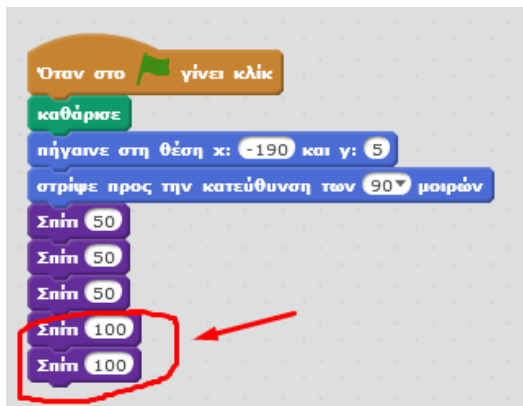 Όταν στο γίνει κλικ
καθάρισε
πήγαινε στη θέση x: -190 και y: 5
στρίψε προς την κατεύθυνση των 90 μοιρών
Σπίτι 50
Σπίτι 50
Σπίτι 50
Σπίτι 100
Σπίτι 100